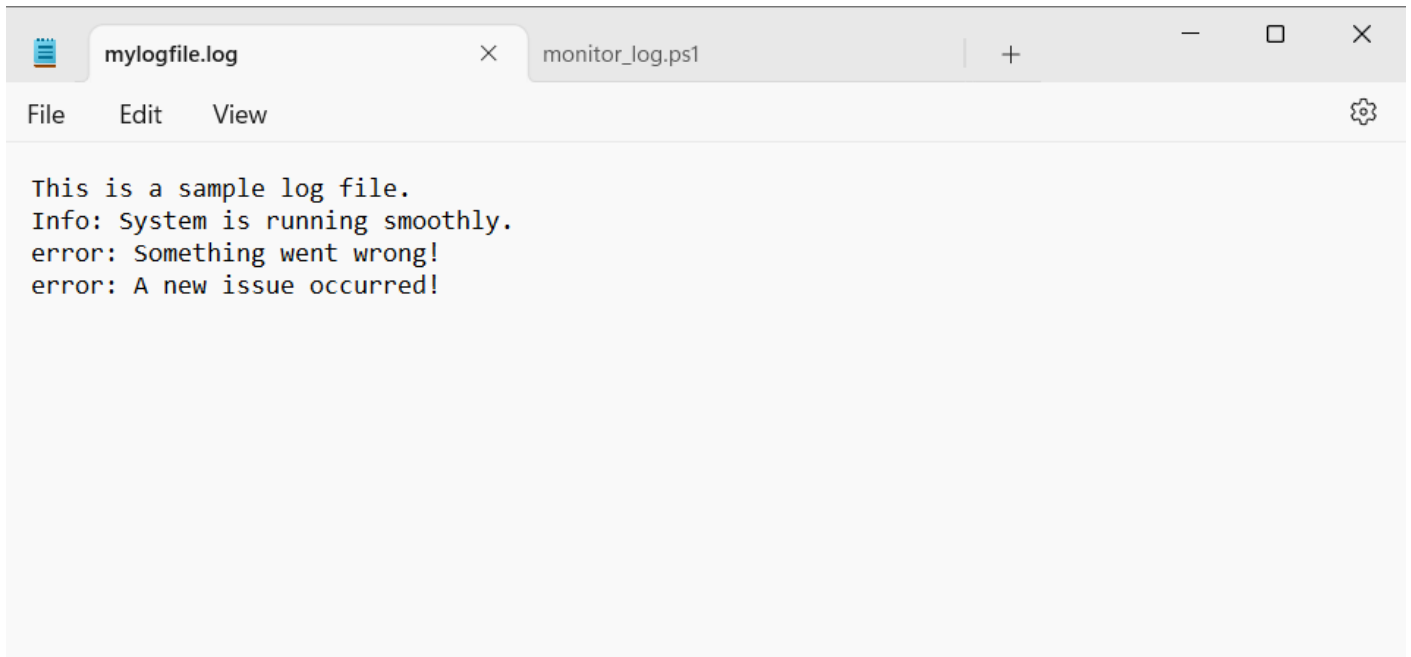 mylogfile.log
monitor_log.ps1
File Edit View
This is a sample log file.
Info: System is running smoothly.
error: Something went wrong!
error: A new issue occurred!